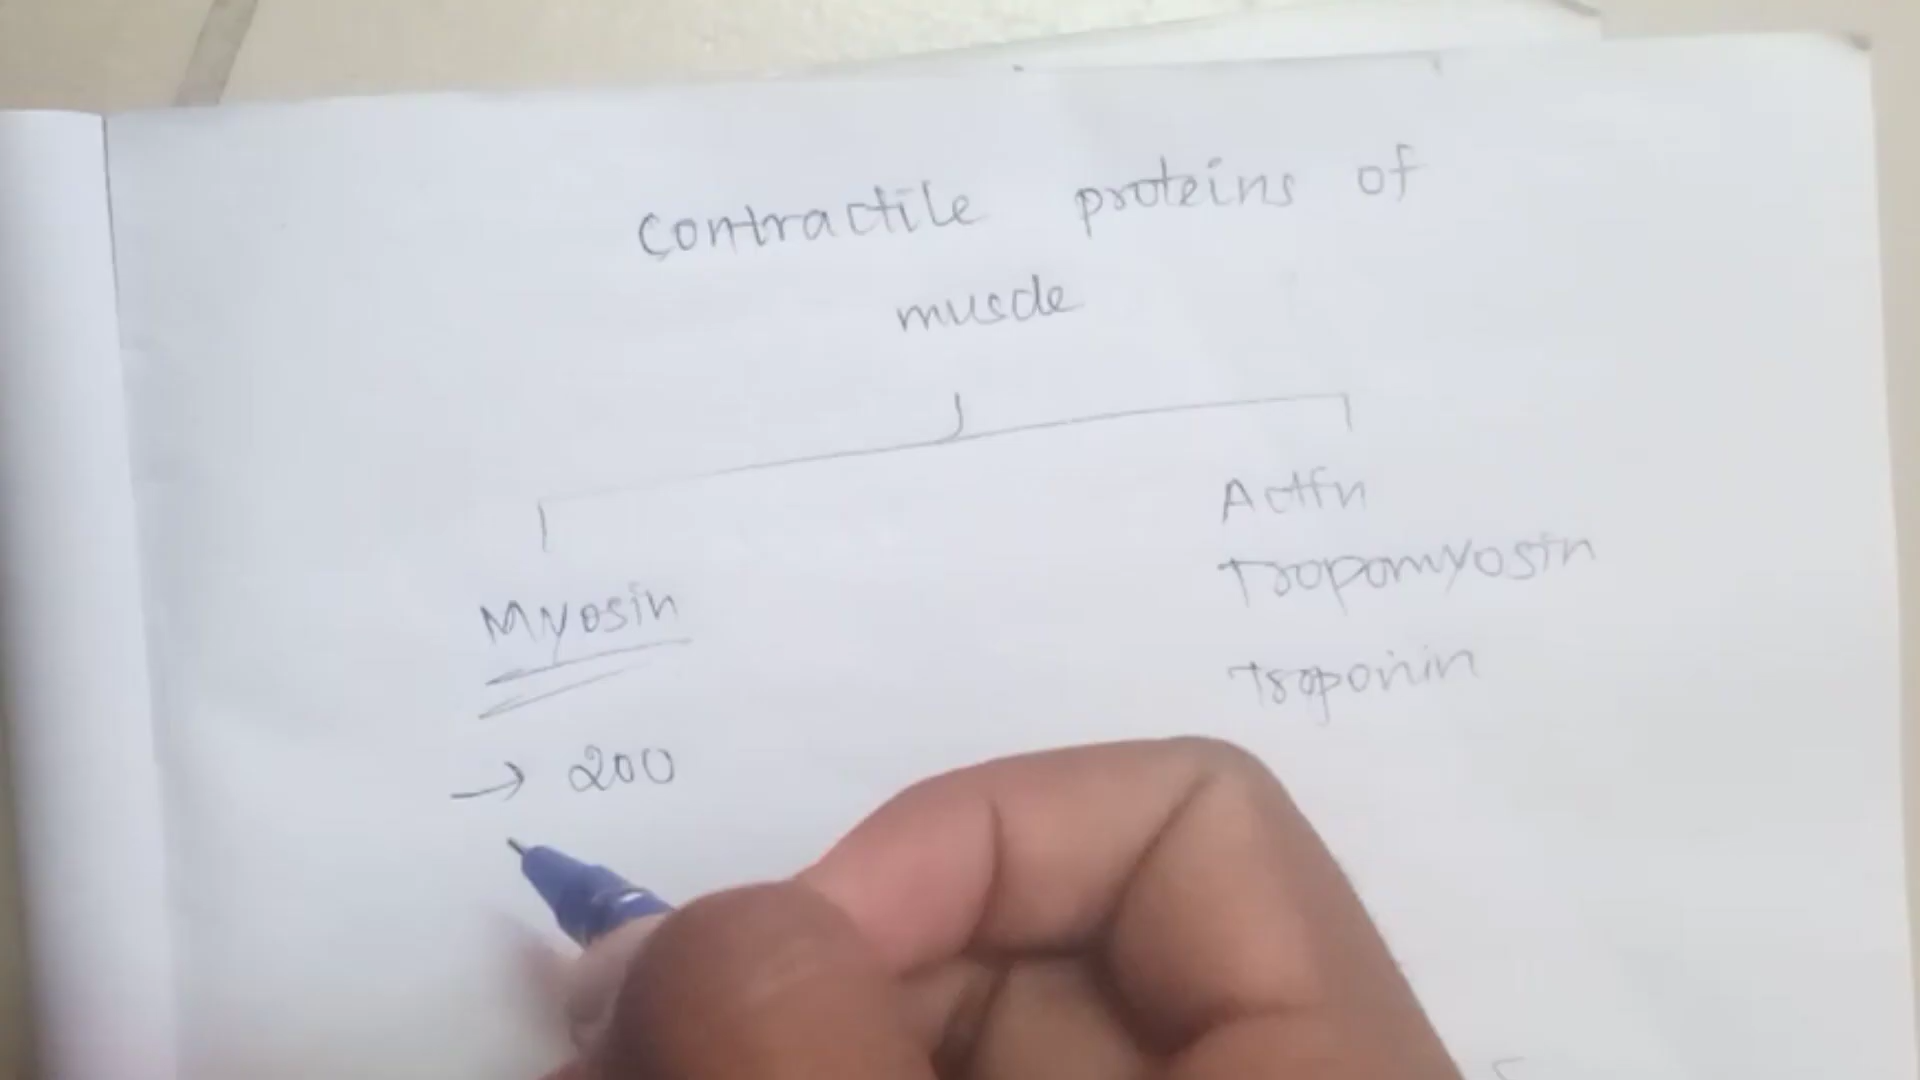 contractile proteins of
muscle
Myosin
→ 200
Actin
Tropomyosin
Troponin